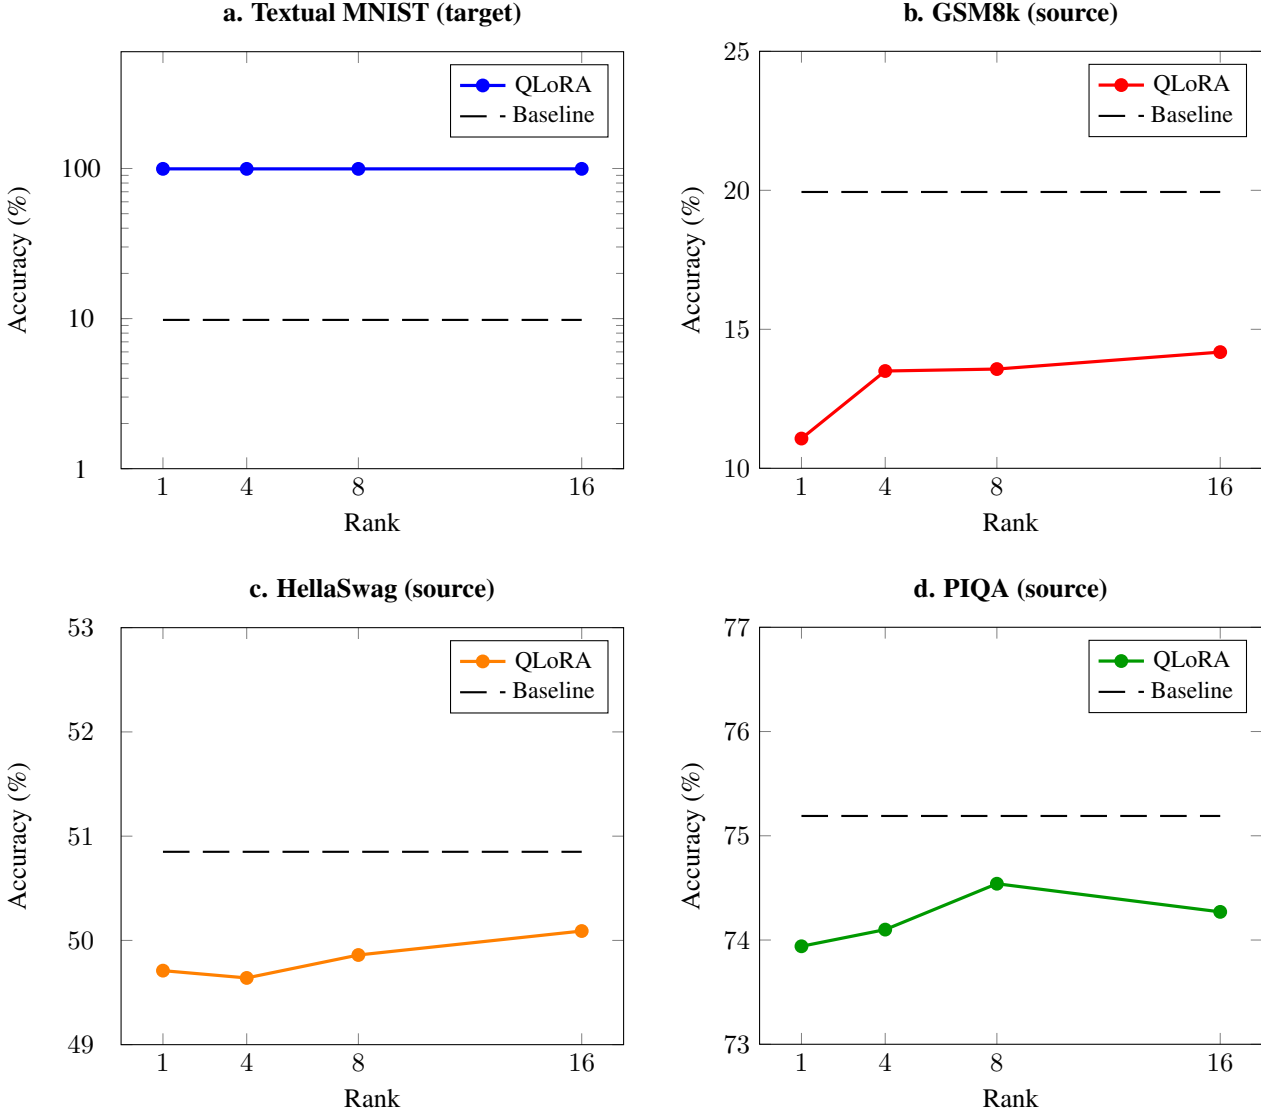 a. Textual MNIST (target)
QLoRA
Baseline
100
10
1
Accuracy (%)
1 4 8 16
Rank
b. GSM8k (source)
QLoRA
Baseline
25
20
15
10
Accuracy (%)
1 4 8 16
Rank
c. HellaSwag (source)
QLoRA
Baseline
53
52
51
50
49
Accuracy (%)
1 4 8 16
Rank
d. PIQA (source)
QLoRA
Baseline
77
76
75
74
73
Accuracy (%)
1 4 8 16
Rank